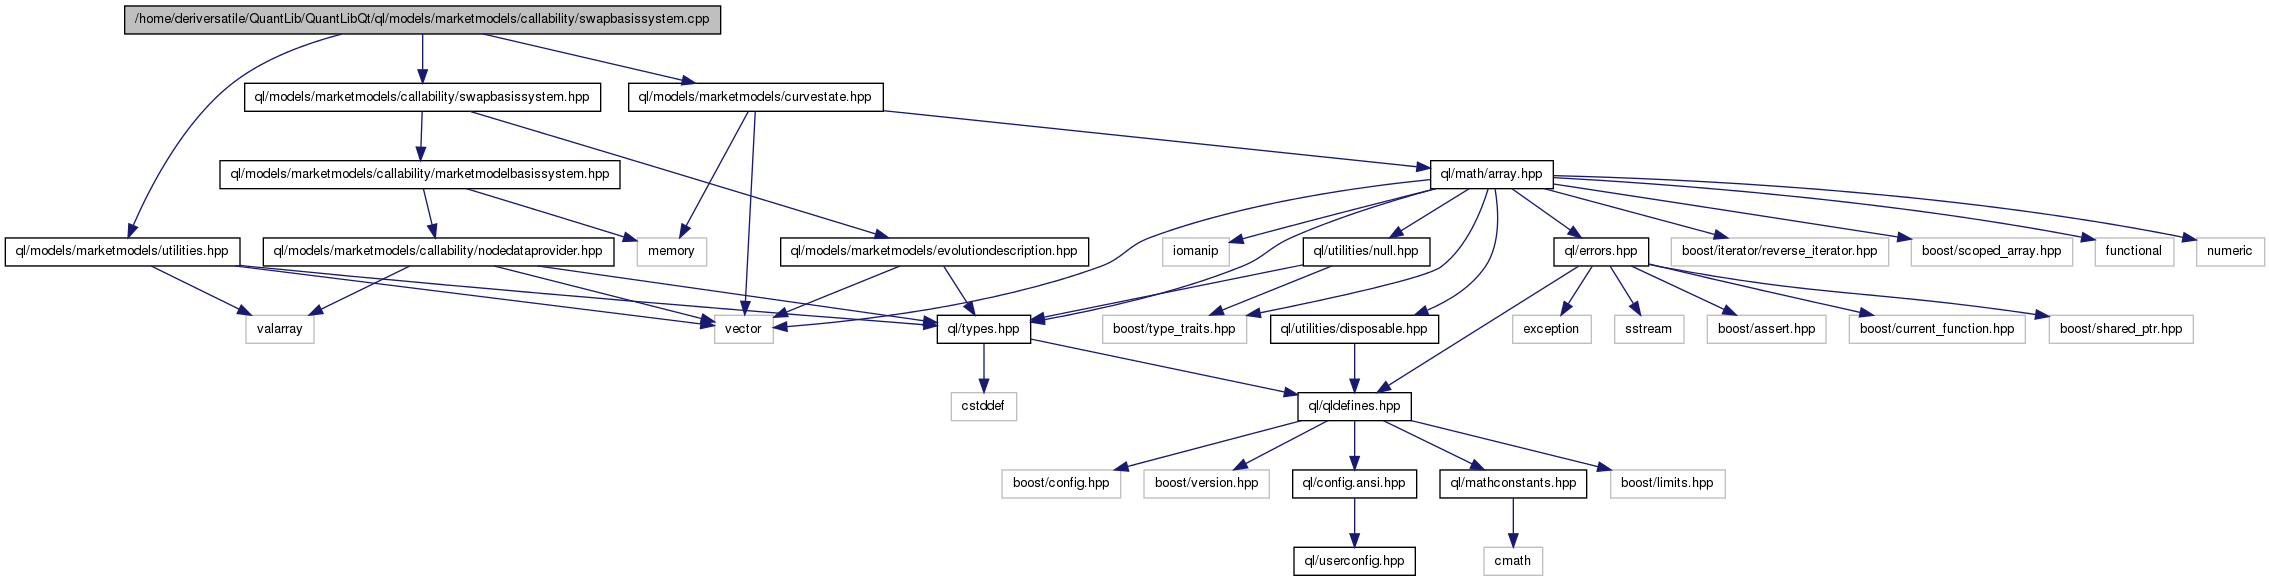 /home/deriversatile/QuantLib/QuantLibQt/ql/models/marketmodels/callability/swapbasissystem.cpp
ql/models/marketmodels/callability/swapbasissystem.hpp
ql/models/marketmodels/curvestate.hpp
ql/models/marketmodels/callability/marketmodelbasissystem.hpp
ql/math/array.hpp
ql/models/marketmodels/utilities.hpp
ql/models/marketmodels/callability/nodedataprovider.hpp
memory
ql/models/marketmodels/evolutiondescription.hpp
iomanip
ql/utilities/null.hpp
ql/errors.hpp
boost/iterator/reverse_iterator.hpp
boost/scoped_array.hpp
functional
numeric
valarray
vector
ql/types.hpp
boost/type_traits.hpp
ql/utilities/disposable.hpp
exception
sstream
boost/assert.hpp
boost/current_function.hpp
boost/shared_ptr.hpp
cstddef
ql/qldefines.hpp
boost/config.hpp
boost/version.hpp
ql/config.ansi.hpp
ql/mathconstants.hpp
boost/limits.hpp
ql/userconfig.hpp
cmath